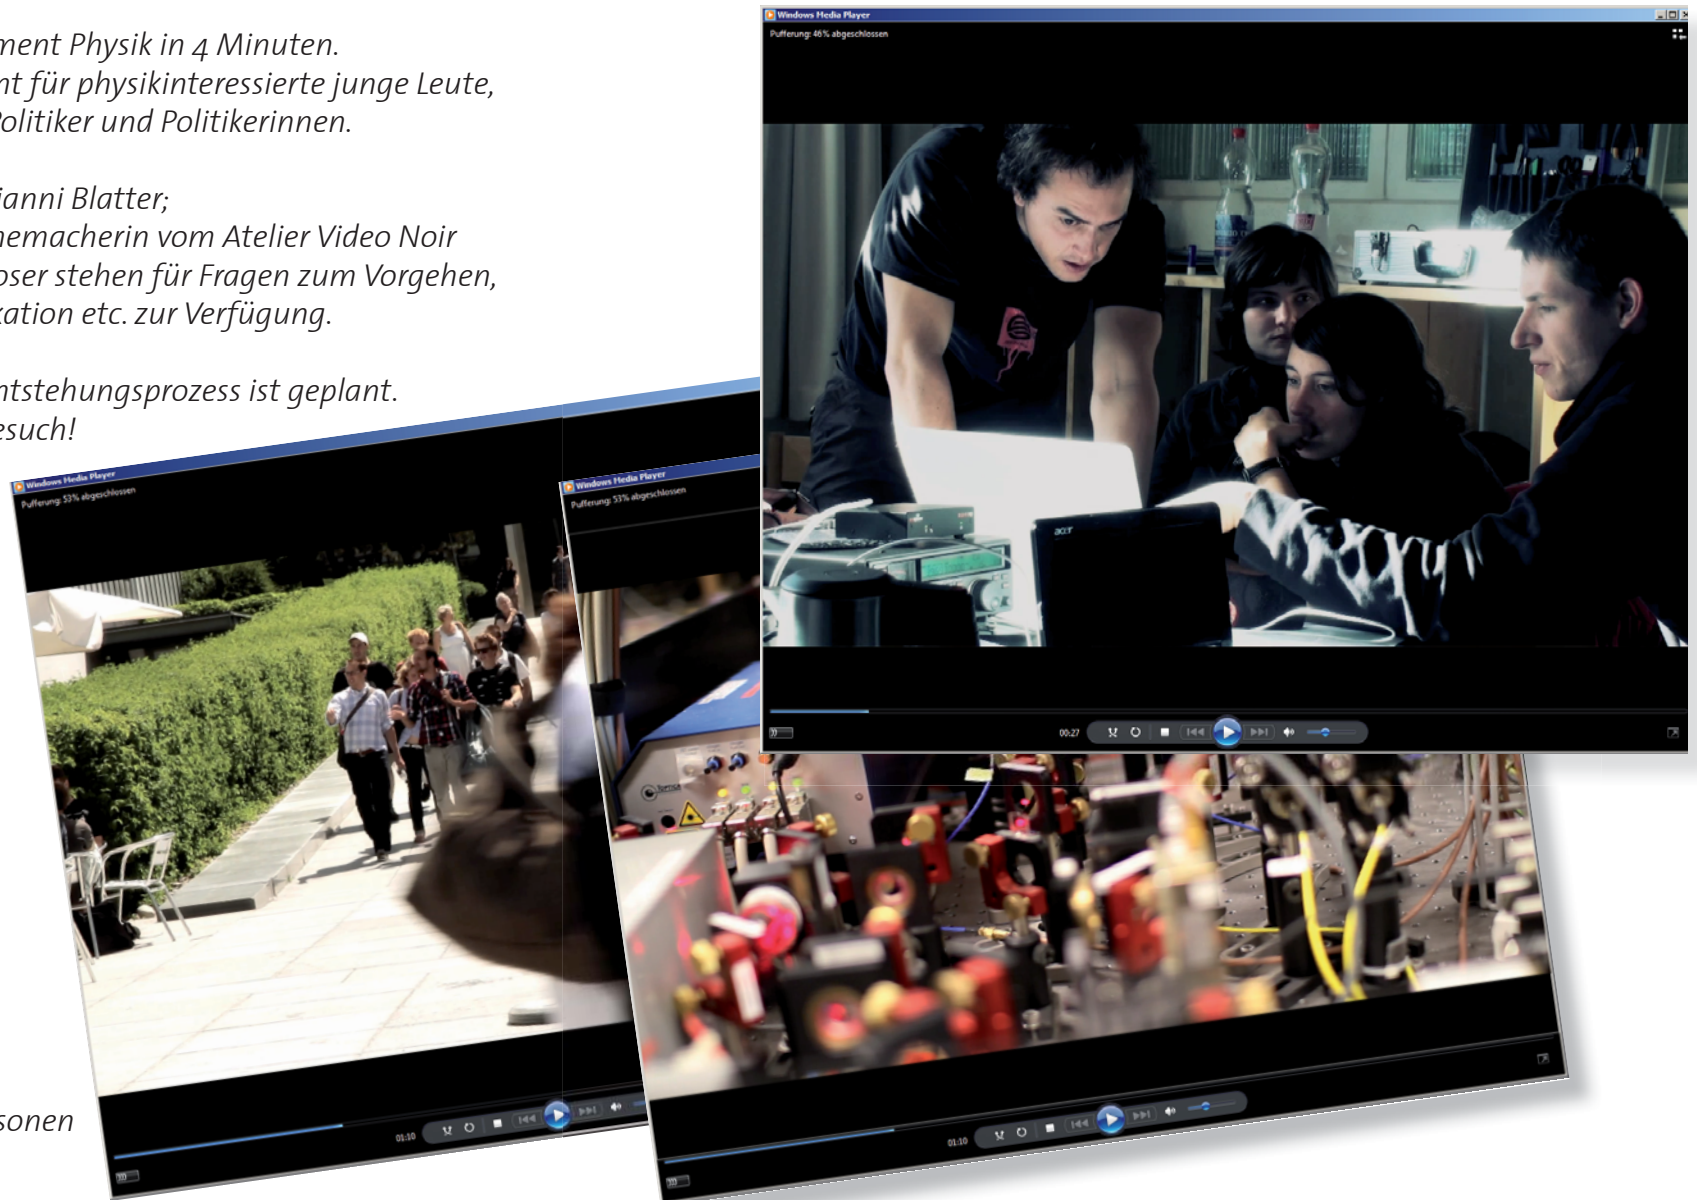 ment Physik in 4 Minuten.
nt für physikinteressierte junge Leute,
Politiker und Politikerinnen.
ianni Blatter;
hemacherin vom Atelier Video Noir
oser stehen für Fragen zum Vorgehen,
kation etc. zur Verfügung.
ntstehungsprozess ist geplant.
esuch!
sonen
Windows Media Player
Pufferung: 46% abgeschlossen
acer
00:27
Windows Media Player
Pufferung: 53% abgeschlossen
01:10
Windows Media Player
Pufferung: 53% abgeschlossen
01:10